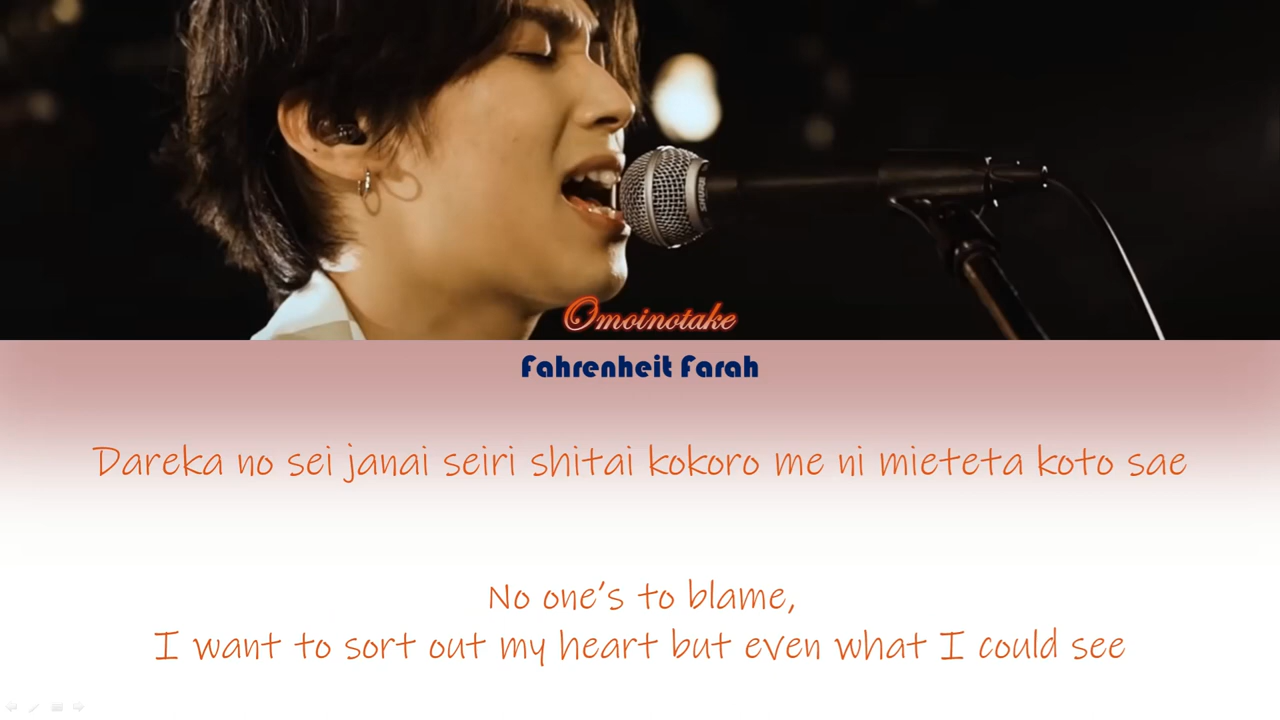 Omoinotake
Fahrenheit Farah
Dareka no sei janai seiri shitai kokoro me ni mieteta koto sae
No one's to blame,
I want to sort out my heart but even what I could see